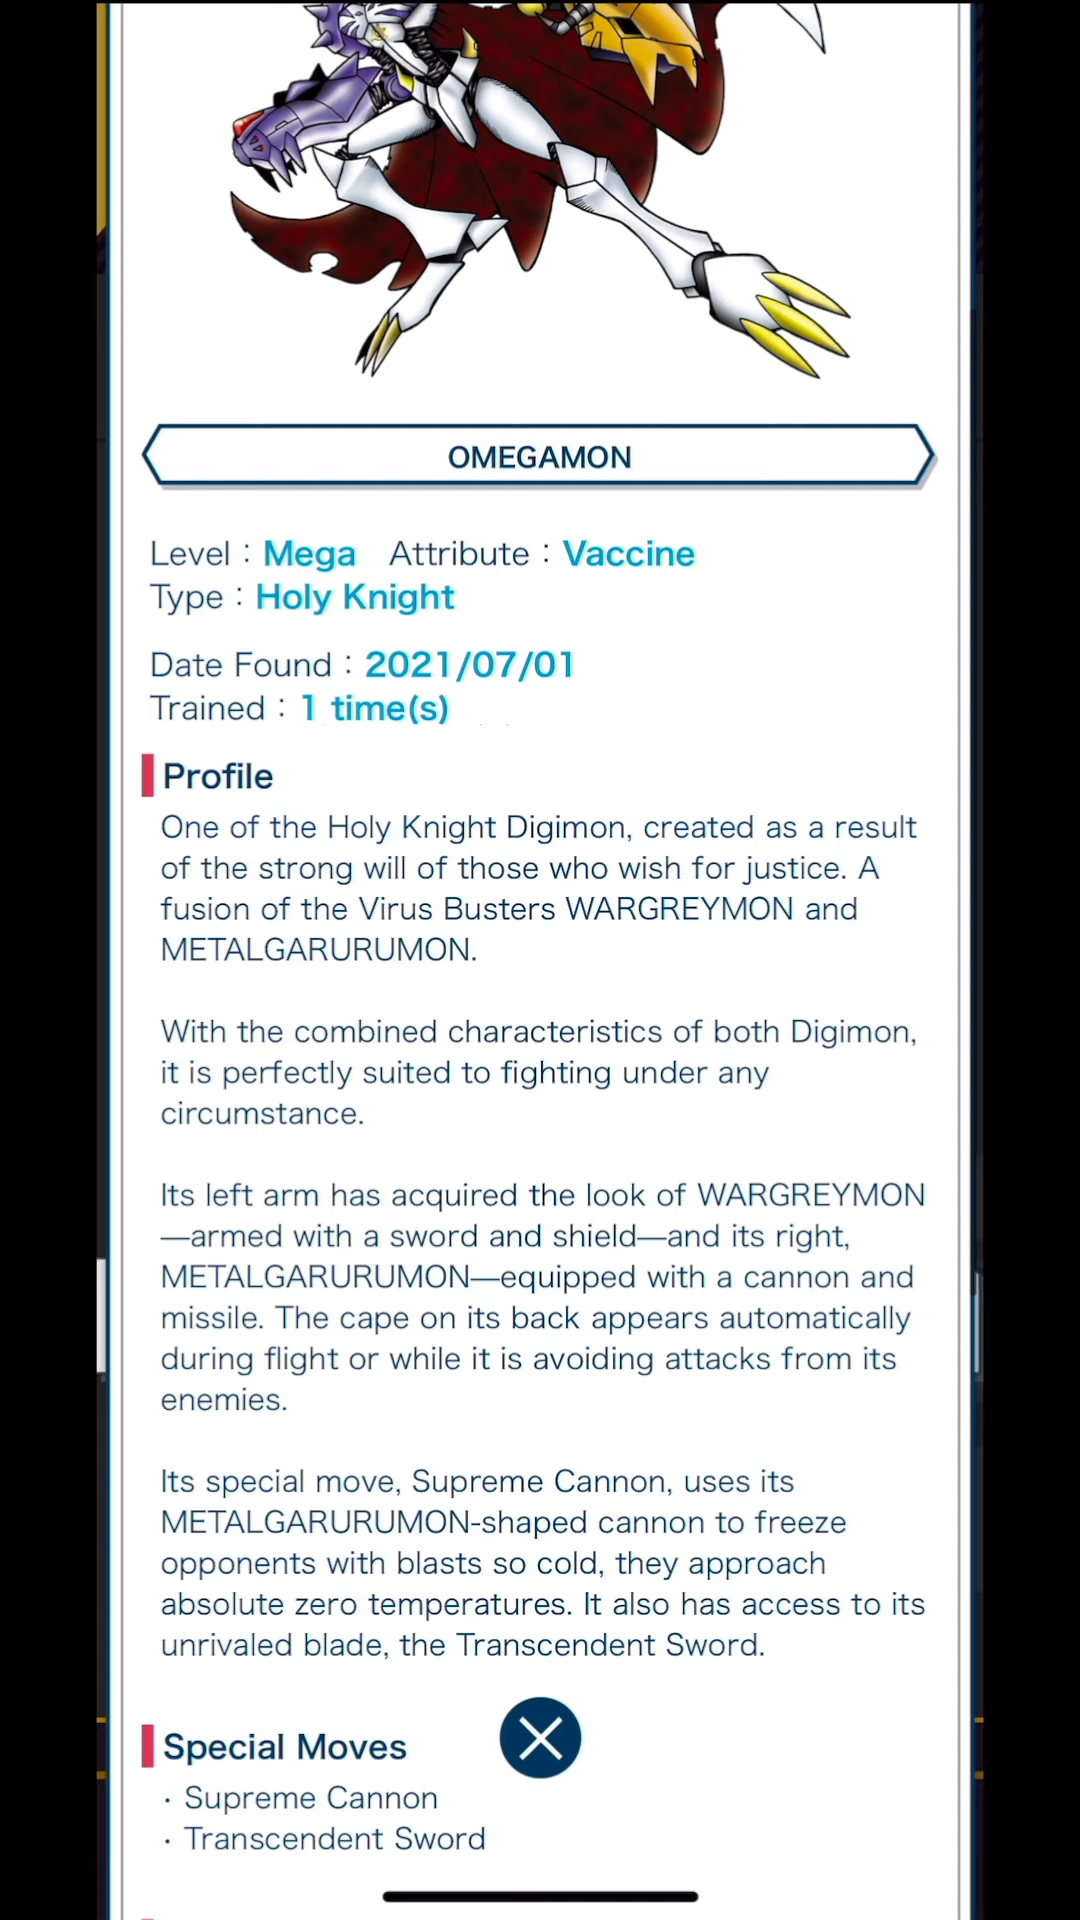 OMEGAMON
Level : Mega Attribute : Vaccine
Type : Holy Knight
Date Found : 2021/07/01
Trained : 1 time(s)
Profile
One of the Holy Knight Digimon, created as a result
of the strong will of those who wish for justice. A
fusion of the Virus Busters WARGREYMON and
METALGARURUMON.
With the combined characteristics of both Digimon,
it is perfectly suited to fighting under any
circumstance.
Its left arm has acquired the look of WARGREYMON
—armed with a sword and shield—and its right,
METALGARURUMON—equipped with a cannon and
missile. The cape on its back appears automatically
during flight or while it is avoiding attacks from its
enemies.
Its special move, Supreme Cannon, uses its
METALGARURUMON-shaped cannon to freeze
opponents with blasts so cold, they approach
absolute zero temperatures. It also has access to its
unrivaled blade, the Transcendent Sword.
Special Moves
· Supreme Cannon
· Transcendent Sword